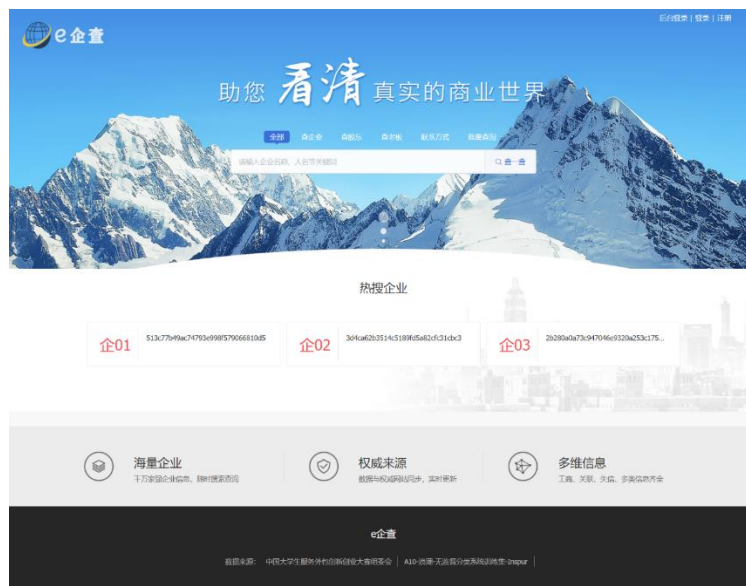 后台登录 | 登录 | 注册
e企查
助您 看清 真实的商业世界
全部 查企业 查股东 查老板 联系方式 批量查询
请输入企业名称、人名等关键词 查一查
热搜企业
企01 513c77b49ac74793e998f579066810d5
企02 3d4ca62b3514c5189fd5a82cfc31cbc3
企03 2b280a0a73c947046e9320a253c175...
海量企业
千万家级企业信息，随时搜索查询
权威来源
数据与权威网站同步，实时更新
多维信息
工商、关联、失信、多类信息齐全
e企查
数据来源： 中国大学生服务外包创新创业大赛组委会 | A10-浪潮-无监督分类系统训练集-Inspur |